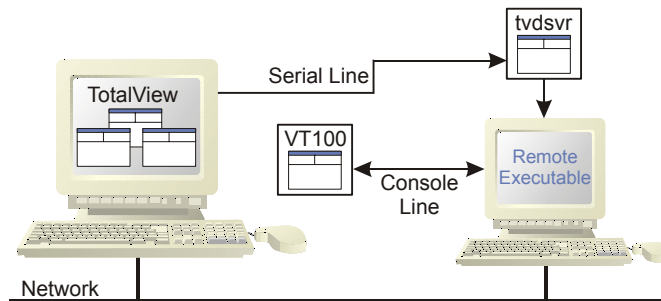 tvdsvr
Serial Line
TotalView
VT100
Console
Line
Remote
Executable
Network